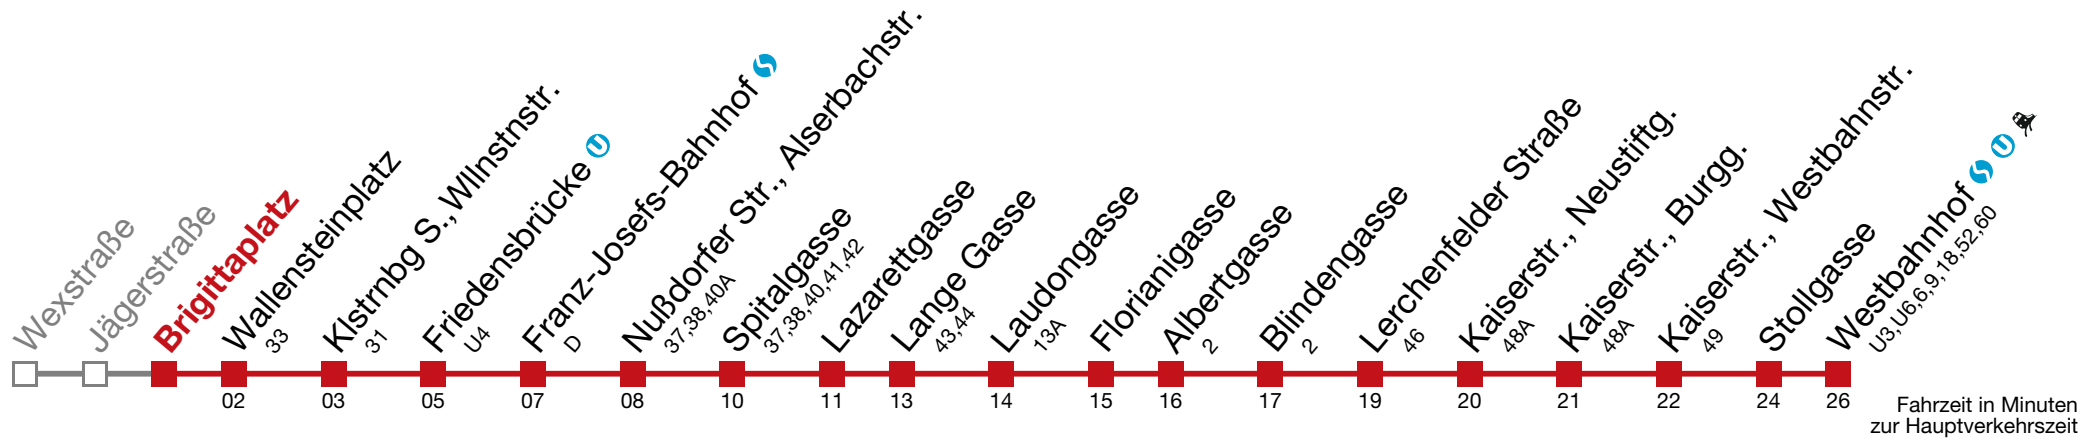 Wexstraße
Jägerstraße
Brigittaplatz
Wallensteinplatz
33
Klstrnbg S., Wllnstnstr.
31
Friedensbrücke U
U4
Franz-Josefs-Bahnhof S
D
Nußdorfer Str., Alserbachstr.
37,38,40A
Spitalgasse
37,38,40,41,42
Lazarettgasse
Lange Gasse
43,44
Laudongasse
13A
Florianigasse
Albertgasse
2
Blindengasse
2
Lerchenfelder Straße
46
Kaiserstr., Neustiftg.
48A
Kaiserstr., Burgg.
48A
Kaiserstr., Westbahnstr.
49
Stollgasse
Westbahnhof S U
U3,U6,6,9,18,52,60
02 03 05 07 08 10 11 13 14 15 16 17 19 20 21 22 24 26
Fahrzeit in Minuten
zur Hauptverkehrszeit